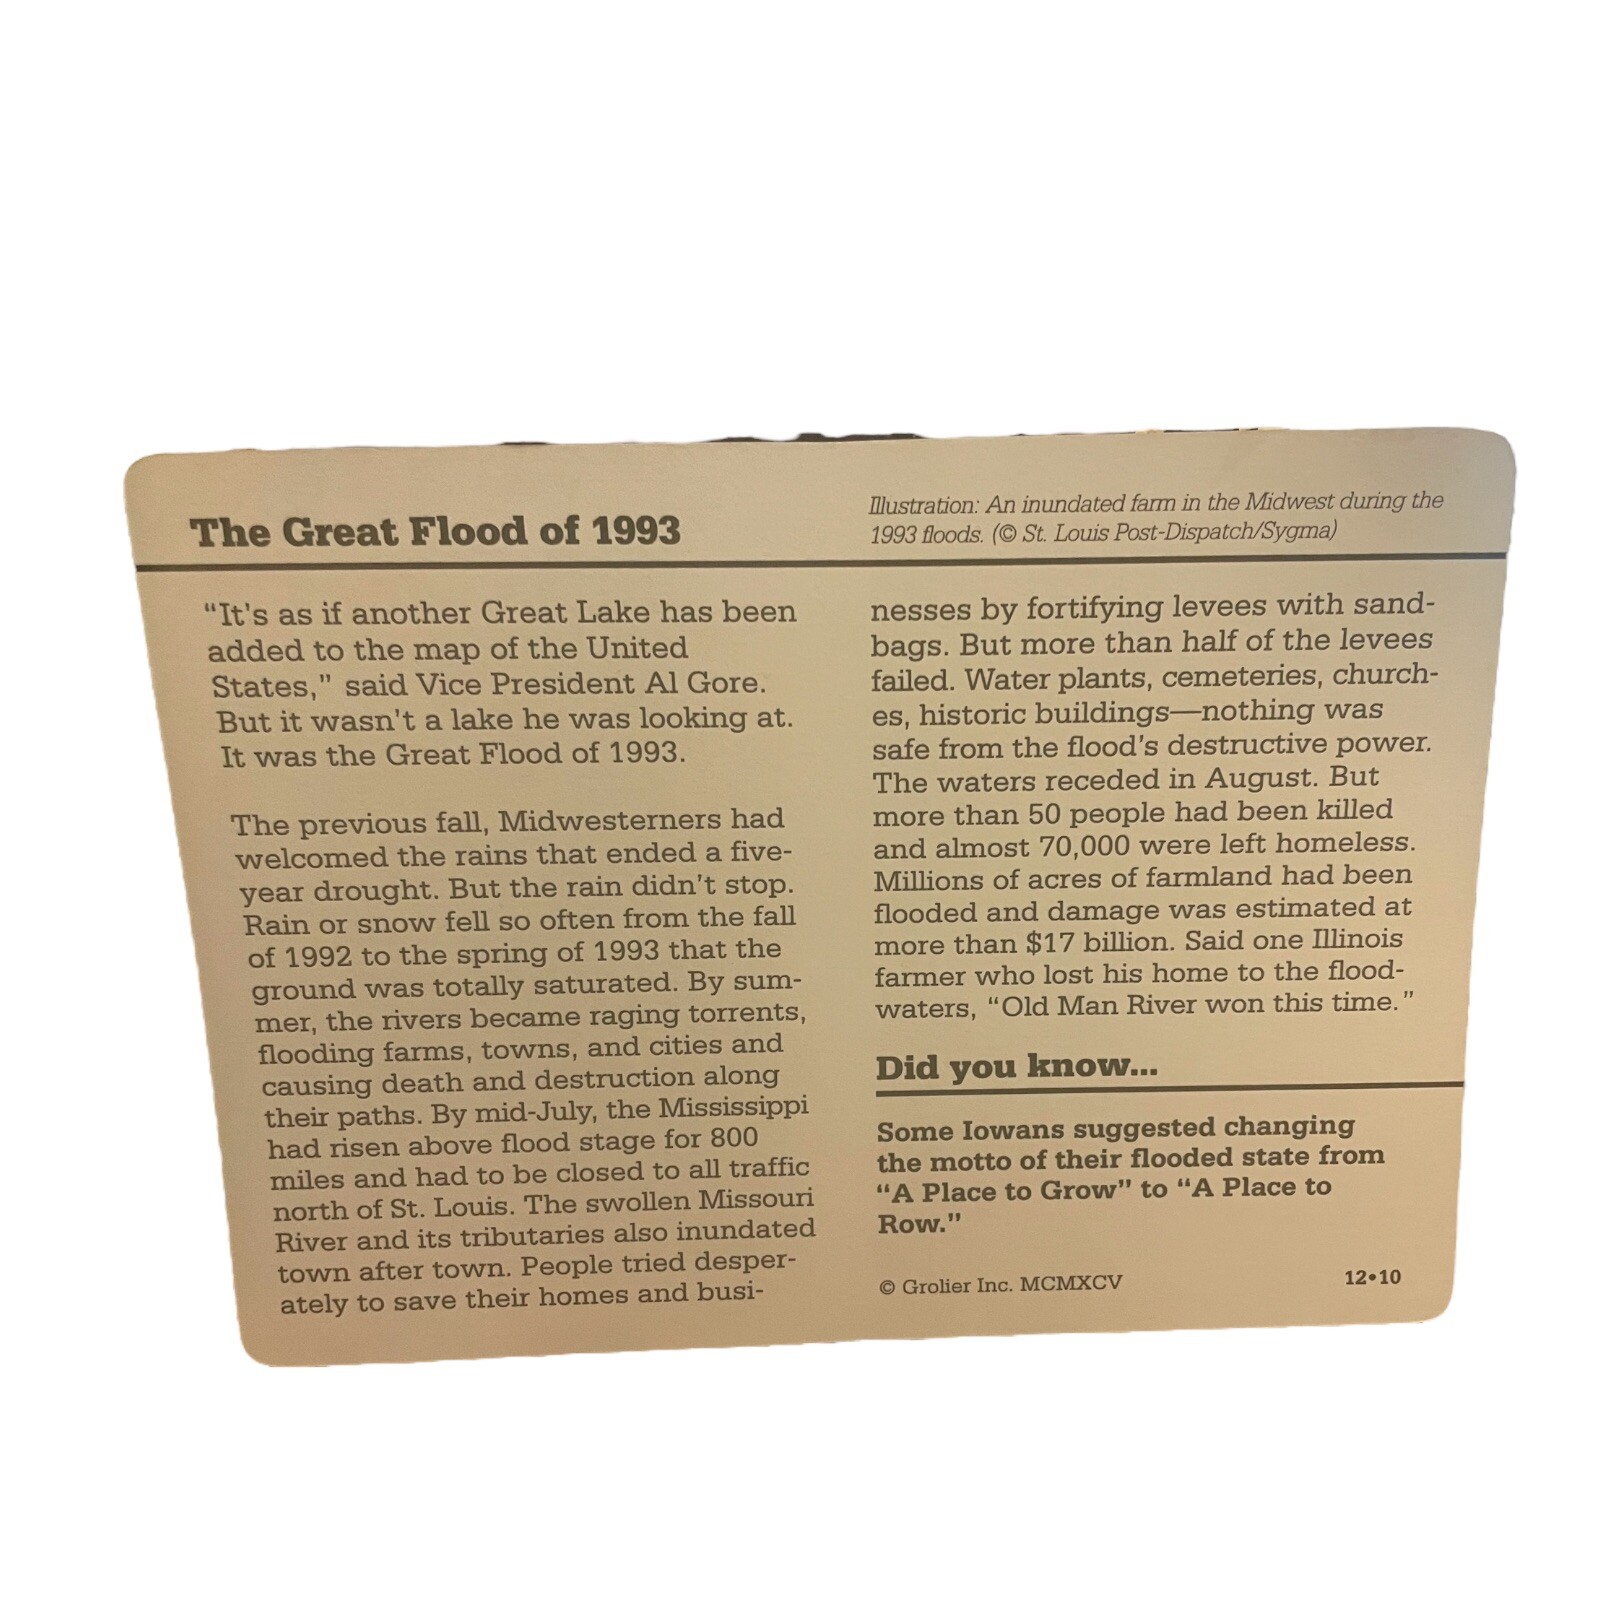 The Great Flood of 1993
Illustration: An inundated farm in the Midwest during the
1993 floods. (© St. Louis Post-Dispatch/Sygma)
“It's as if another Great Lake has been
added to the map of the United
States,” said Vice President Al Gore.
But it wasn't a lake he was looking at.
It was the Great Flood of 1993.
The previous fall, Midwesterners had
welcomed the rains that ended a five-
year drought. But the rain didn't stop.
Rain or snow fell so often from the fall
of 1992 to the spring of 1993 that the
ground was totally saturated. By sum-
mer, the rivers became raging torrents,
flooding farms, towns, and cities and
causing death and destruction along
their paths. By mid-July, the Mississippi
had risen above flood stage for 800
miles and had to be closed to all traffic
north of St. Louis. The swollen Missouri
River and its tributaries also inundated
town after town. People tried desper-
ately to save their homes and busi-
nesses by fortifying levees with sand-
bags. But more than half of the levees
failed. Water plants, cemeteries, church-
es, historic buildings—nothing was
safe from the flood's destructive power.
The waters receded in August. But
more than 50 people had been killed
and almost 70,000 were left homeless.
Millions of acres of farmland had been
flooded and damage was estimated at
more than $17 billion. Said one Illinois
farmer who lost his home to the flood-
waters, “Old Man River won this time.”
Did you know...
Some Iowans suggested changing
the motto of their flooded state from
“A Place to Grow” to “A Place to
Row.”
© Grolier Inc. MCMXCV
12•10